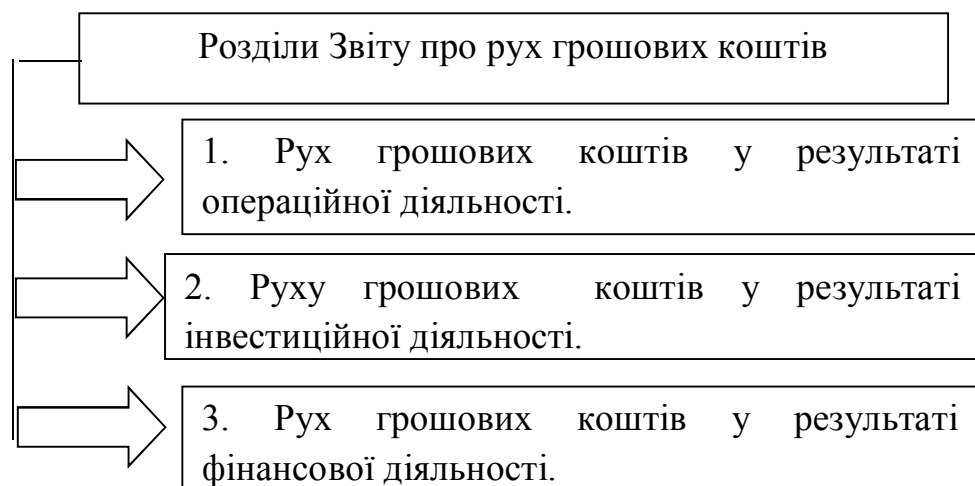 Розділи Звіту про рух грошових коштів
1. Рух грошових коштів у результаті
операційної діяльності.
2. Руху грошових коштів у результаті
інвестиційної діяльності.
3. Рух грошових коштів у результаті
фінансової діяльності.